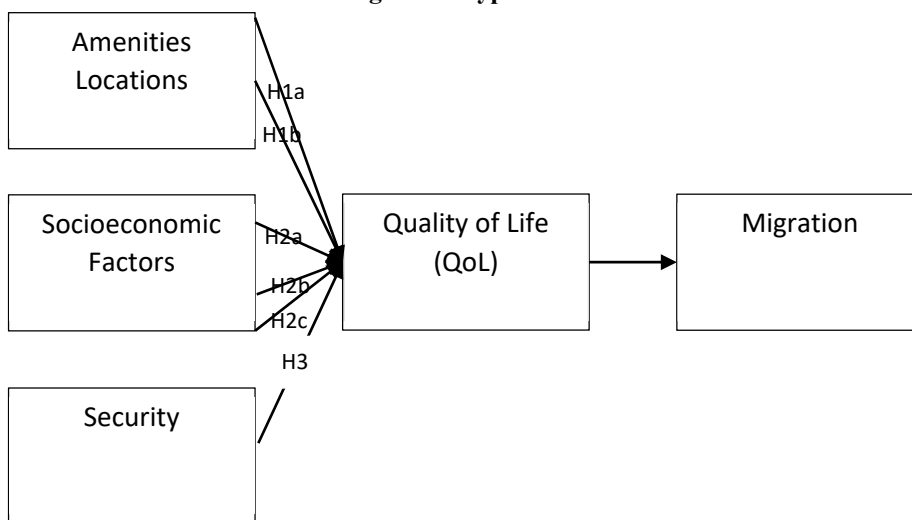 Amenities
Locations
H1a
H1b
Socioeconomic
Factors
H2a
H2b
H2c
H3
Quality of Life
(QoL)
Migration
Security